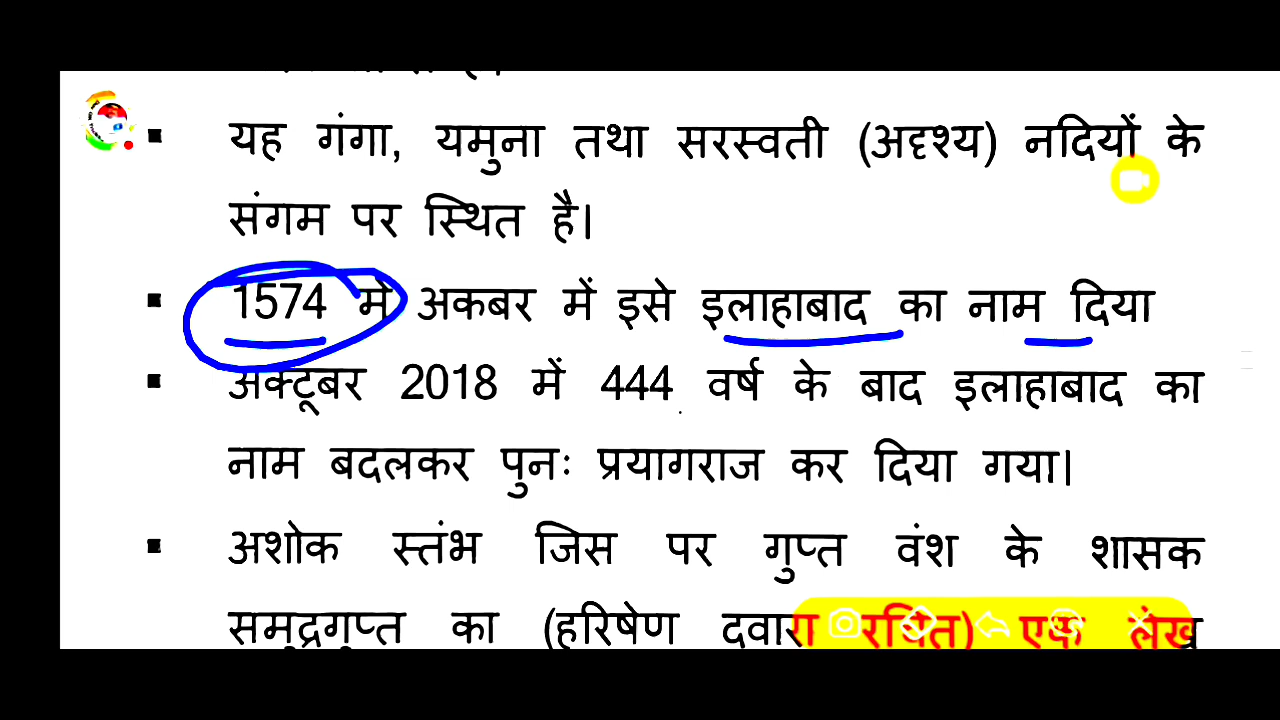 यह गंगा, यमुना तथा सरस्वती (अदृश्य) नदियों के
संगम पर स्थित है।
1574 मे अकबर में इसे इलाहाबाद का नाम दिया
अक्टूबर 2018 में 444 वर्ष के बाद इलाहाबाद का
नाम बदलकर पुनः प्रयागराज कर दिया गया।
अशोक स्तंभ जिस पर गुप्त वंश के शासक
समुद्रगुप्त का (हरिषेण दवारा रचित) एक लेख